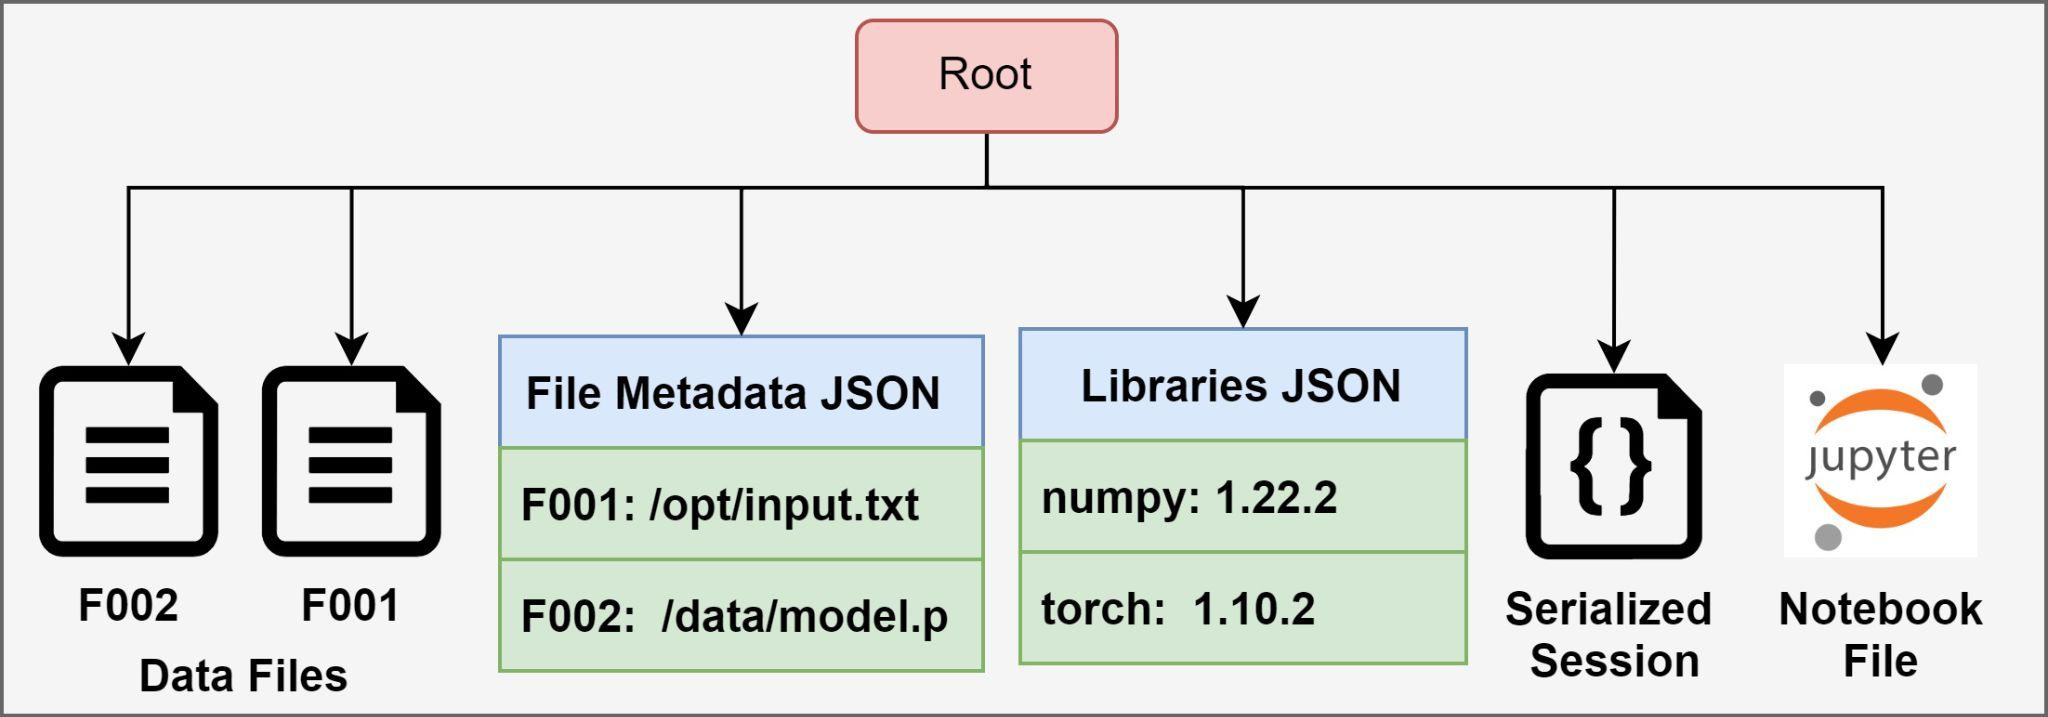 Root
F002
F001
Data Files
File Metadata JSON
F001: /opt/input.txt
F002: /data/model.p
Libraries JSON
numpy: 1.22.2
torch: 1.10.2
Serialized
Session
jupyter
Notebook
File